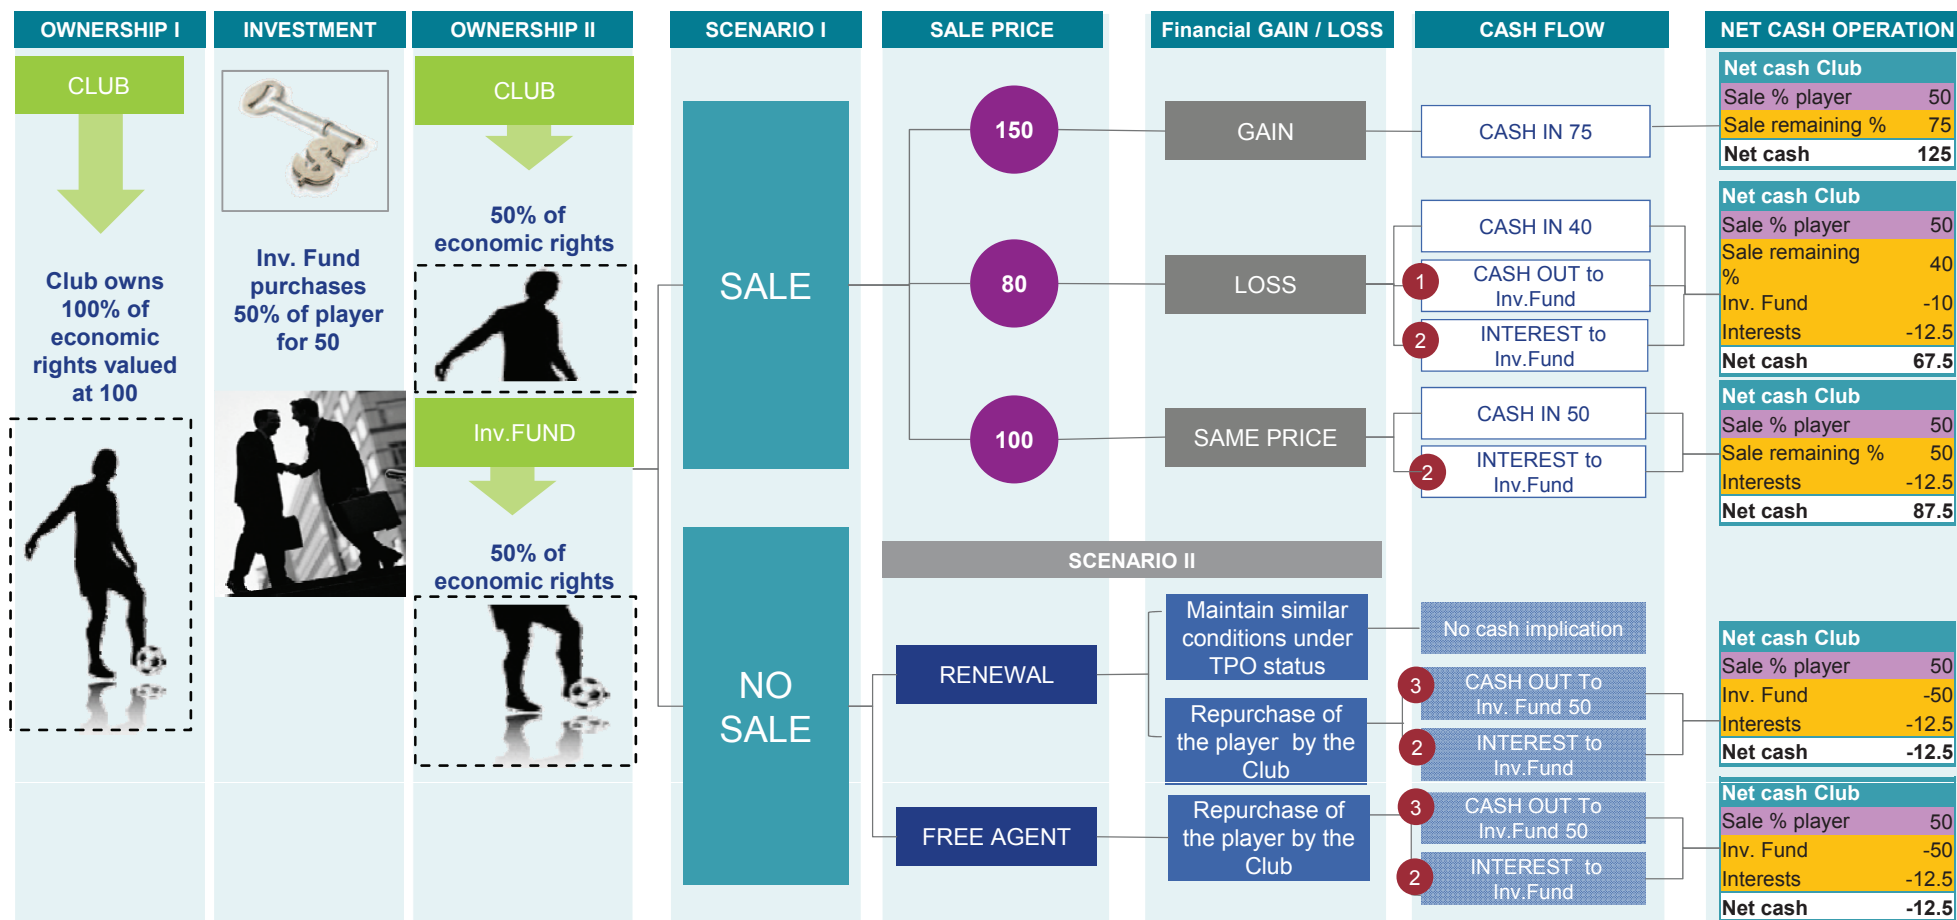 OWNERSHIP I
INVESTMENT
OWNERSHIP II
SCENARIO I
SALE PRICE
Financial GAIN / LOSS
CASH FLOW
NET CASH OPERATION
CLUB
Club owns
100% of
economic
rights valued
at 100
$
Inv. Fund
purchases
50% of player
for 50
CLUB
50% of
economic rights
Inv.FUND
50% of
economic rights
SALE
150
GAIN
CASH IN 75
Net cash Club
Sale % player 50
Sale remaining % 75
Net cash 125
80
LOSS
CASH IN 40
1
CASH OUT to
Inv.Fund
2
INTEREST to
Inv.Fund
Net cash Club
Sale % player 50
Sale remaining
% 40
Inv. Fund -10
Interests -12.5
Net cash 67.5
100
SAME PRICE
CASH IN 50
2
INTEREST to
Inv.Fund
Net cash Club
Sale % player 50
Sale remaining % 50
Interests -12.5
Net cash 87.5
NO
SALE
SCENARIO II
RENEWAL
Maintain similar
conditions under
TPO status
No cash implication
Repurchase of
the player by the
Club
3
CASH OUT To
Inv. Fund 50
2
INTEREST to
Inv.Fund
Net cash Club
Sale % player 50
Inv. Fund -50
Interests -12.5
Net cash -12.5
FREE AGENT
Repurchase of
the player by the
Club
3
CASH OUT To
Inv.Fund 50
2
INTEREST to
Inv.Fund
Net cash Club
Sale % player 50
Inv. Fund -50
Interests -12.5
Net cash -12.5